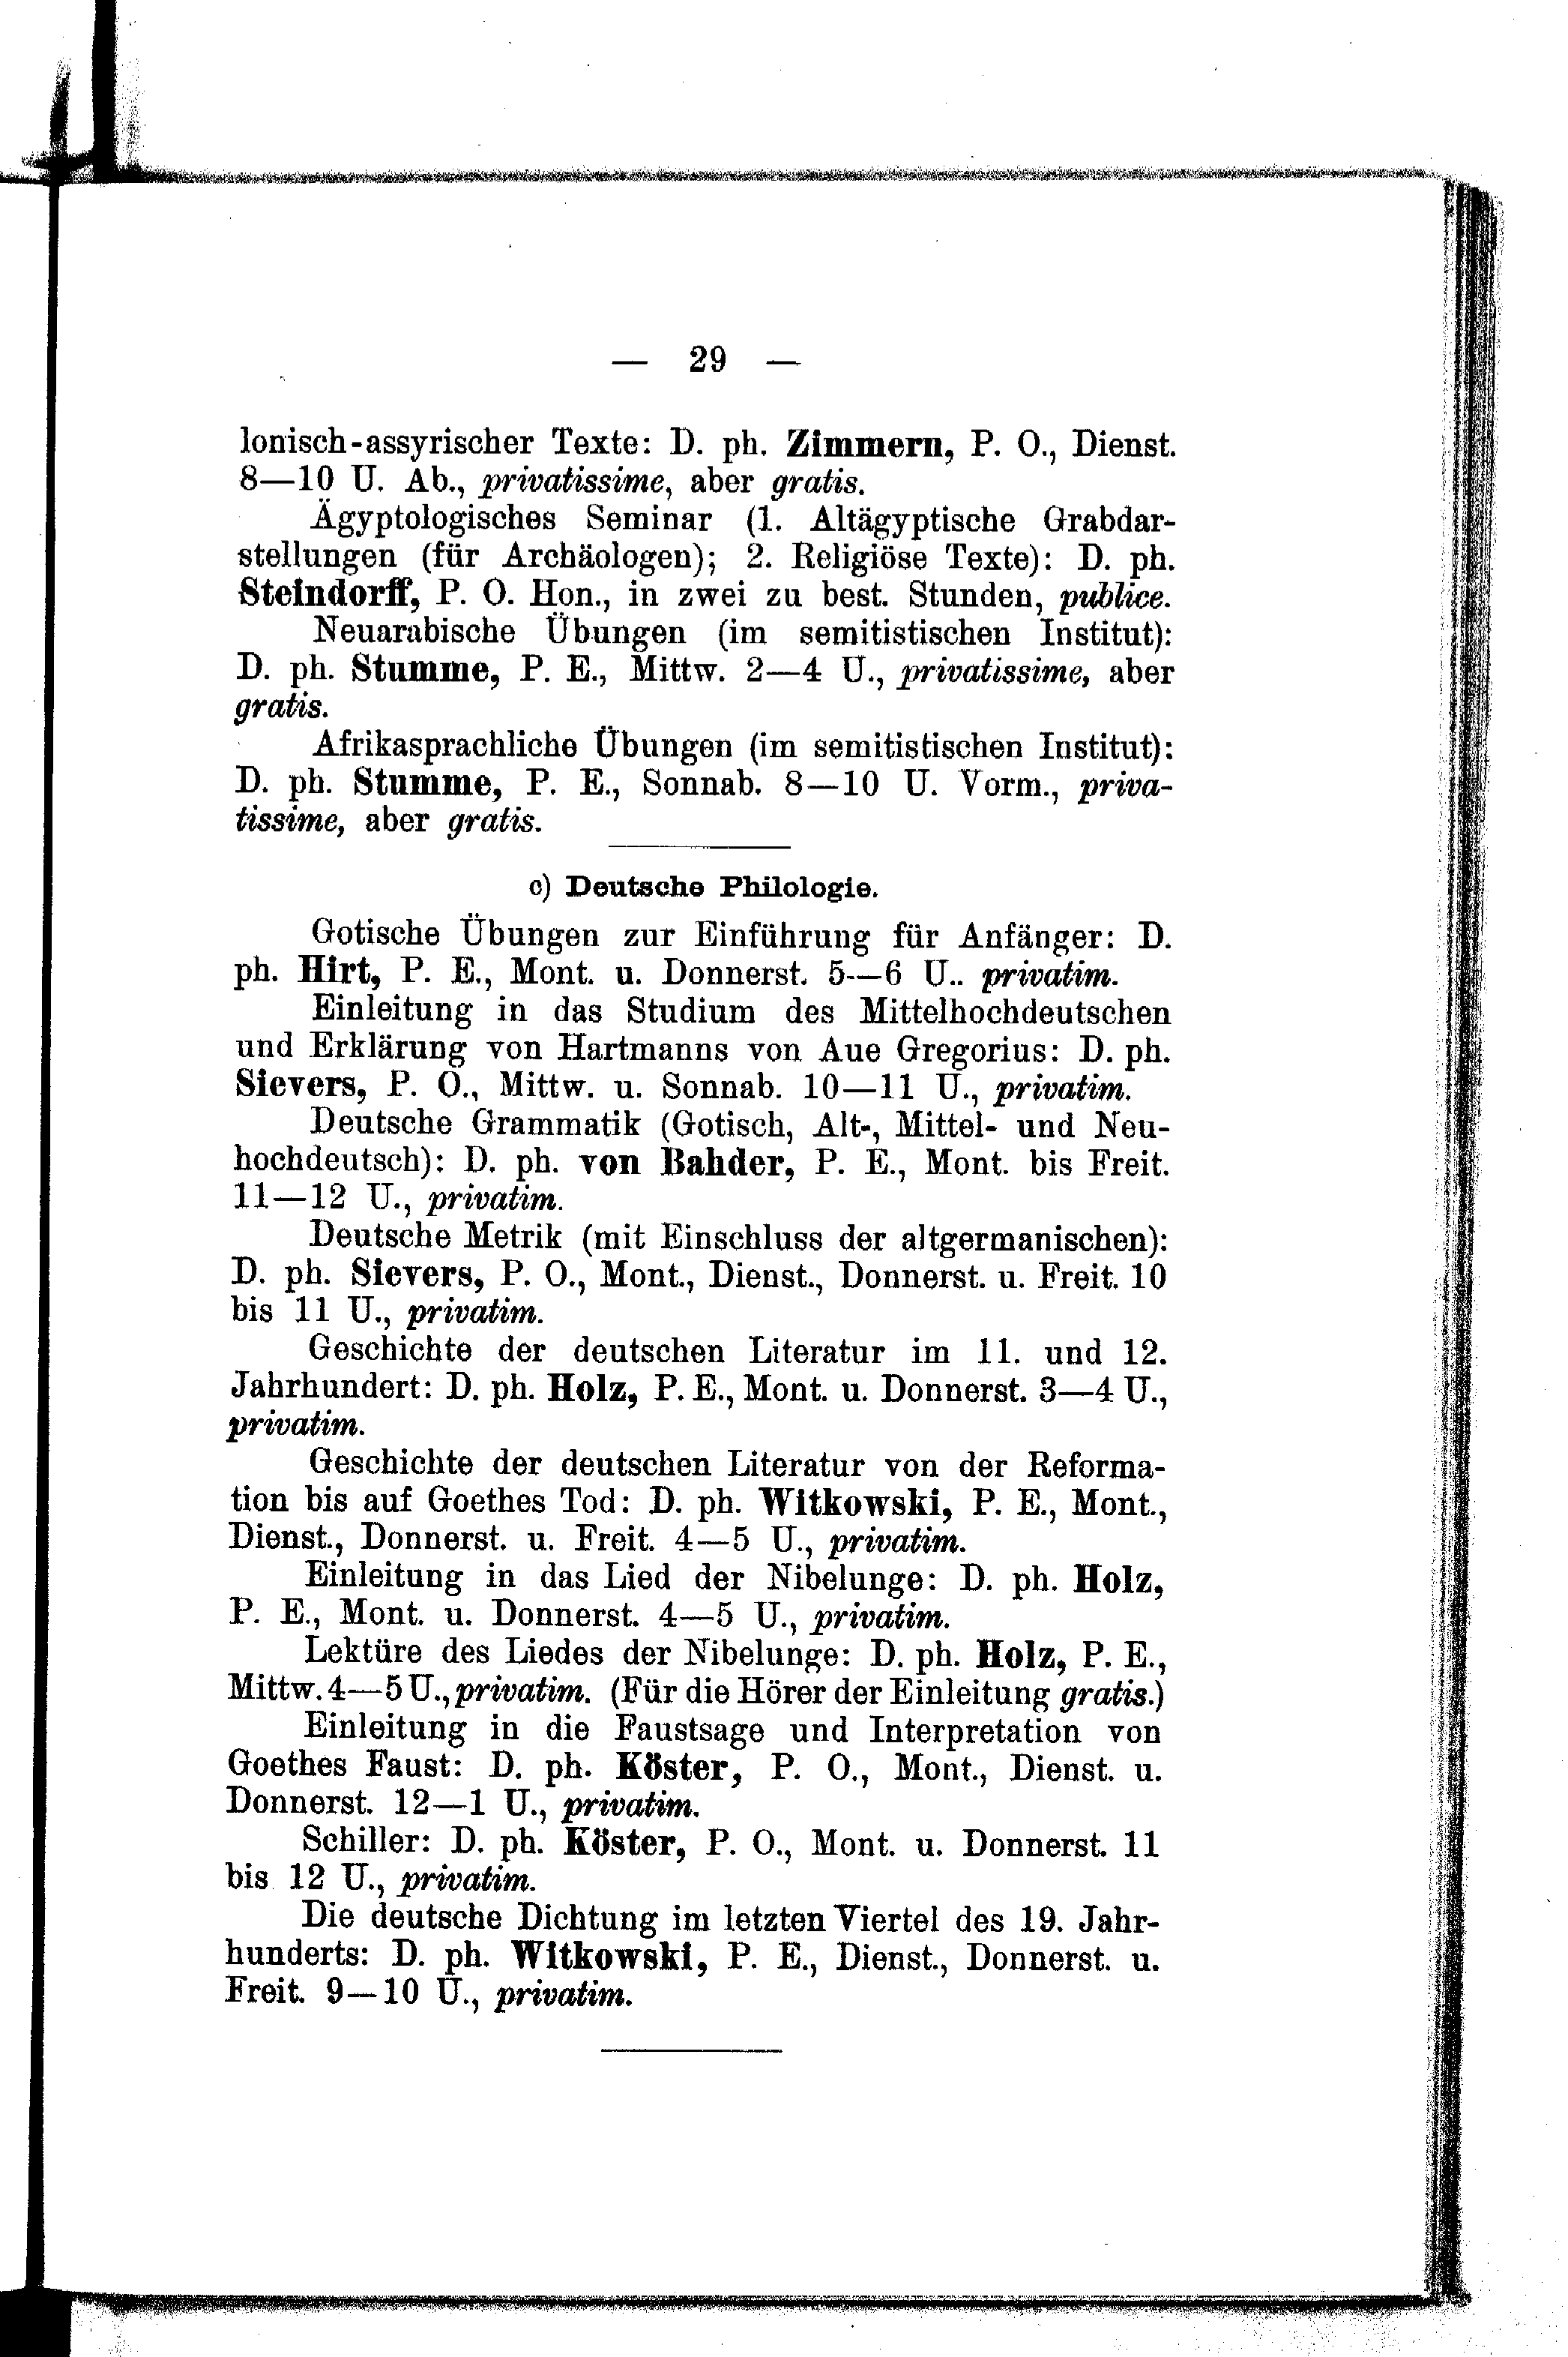 — 29 —
lonisch-assyrischer Texte: D. ph. Zimmern, P. O., Dienst.
8—10 U. Ab., privatissime, aber gratis.
Ägyptologisches Seminar (1. Altägyptische Grabdar-
stellungen (für Archäologen); 2. Religiöse Texte): D. ph.
Steindorff, P. O. Hon., in zwei zu best. Stunden, publice.
Neuarabische Übungen (im semitistischen Institut):
D. ph. Stumme, P. E., Mittw. 2—4 U., privatissime, aber
gratis.
Afrikasprachliche Übungen (im semitistischen Institut):
D. ph. Stumme, P. E., Sonnab. 8—10 U. Vorm., priva-
tissime, aber gratis.
c) Deutsche Philologie.
Gotische Übungen zur Einführung für Anfänger: D.
ph. Hirt, P. E., Mont. u. Donnerst. 5—6 U.. privatim.
Einleitung in das Studium des Mittelhochdeutschen
und Erklärung von Hartmanns von Aue Gregorius: D. ph.
Sievers, P. O., Mittw. u. Sonnab. 10—11 U., privatim.
Deutsche Grammatik (Gotisch, Alt-, Mittel- und Neu-
hochdeutsch): D. ph. von Bahder, P. E., Mont. bis Freit.
11—12 U., privatim.
Deutsche Metrik (mit Einschluss der altgermanischen):
D. ph. Sievers, P. O., Mont., Dienst., Donnerst. u. Freit. 10
bis 11 U., privatim.
Geschichte der deutschen Literatur im 11. und 12.
Jahrhundert: D. ph. Holz, P. E., Mont. u. Donnerst. 3—4 U.,
privatim.
Geschichte der deutschen Literatur von der Reforma-
tion bis auf Goethes Tod: D. ph. Witkowski, P. E., Mont.,
Dienst., Donnerst. u. Freit. 4—5 U., privatim.
Einleitung in das Lied der Nibelunge: D. ph. Holz,
P. E., Mont. u. Donnerst. 4—5 U., privatim.
Lektüre des Liedes der Nibelunge: D. ph. Holz, P. E.,
Mittw. 4—5 U., privatim. (Für die Hörer der Einleitung gratis.)
Einleitung in die Faustsage und Interpretation von
Goethes Faust: D. ph. Köster, P. O., Mont., Dienst. u.
Donnerst. 12—1 U., privatim.
Schiller: D. ph. Köster, P. O., Mont. u. Donnerst. 11
bis 12 U., privatim.
Die deutsche Dichtung im letzten Viertel des 19. Jahr-
hunderts: D. ph. Witkowski, P. E., Dienst., Donnerst. u.
Freit. 9—10 U., privatim.